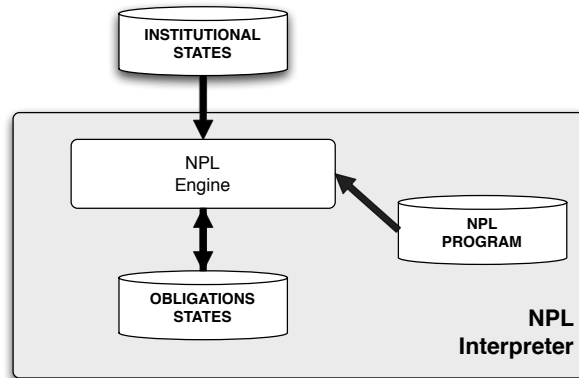 INSTITUTIONAL
STATES
NPL
Engine
NPL
PROGRAM
OBLIGATIONS
STATES
NPL
Interpreter